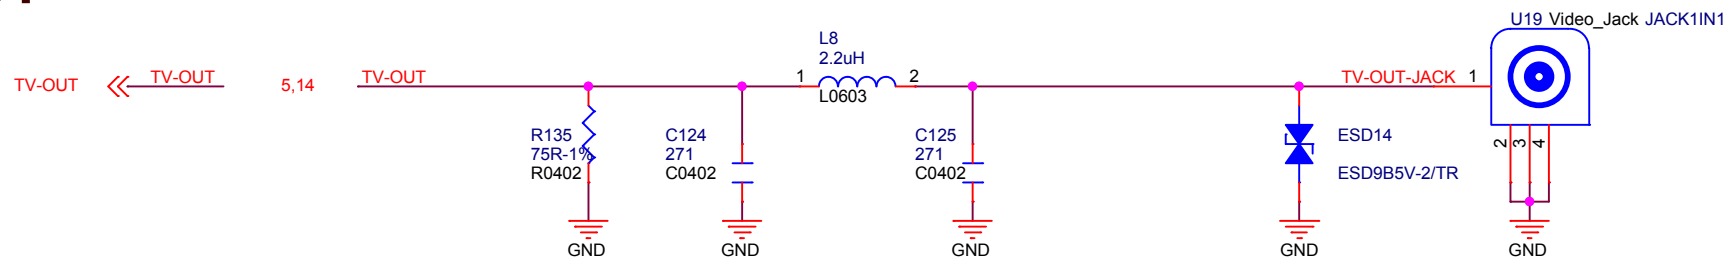 U19 Video_Jack JACK1IN1
TV-OUT TV-OUT 5,14 TV-OUT
L8
2.2uH
1 2
L0603
TV-OUT-JACK 1
2 3 4
R135
75R-1%
R0402
C124
271
C0402
C125
271
C0402
ESD14
ESD9B5V-2/TR
GND GND GND GND GND